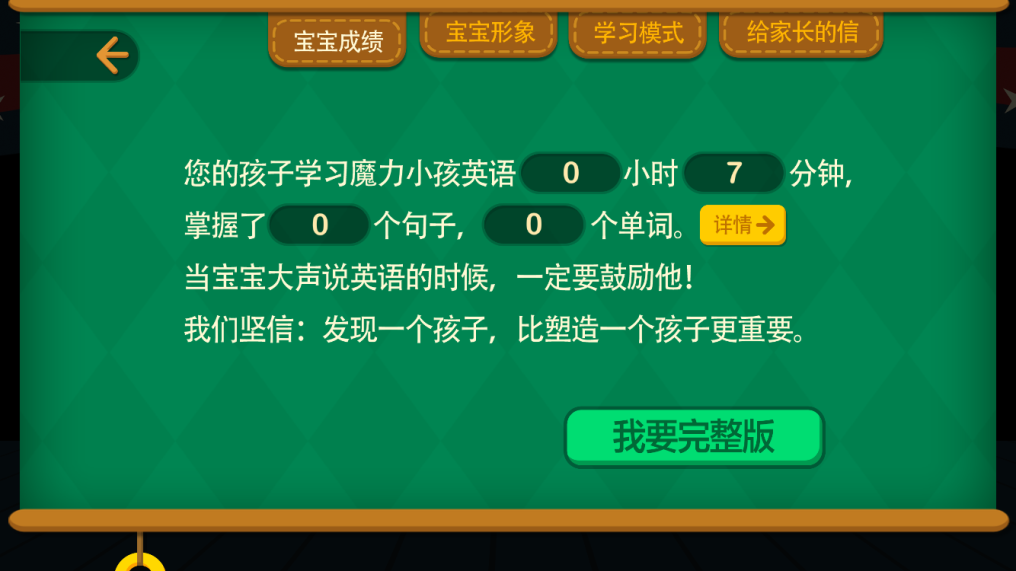 宝宝成绩 宝宝形象 学习模式 给家长的信
您的孩子学习魔力小孩英语 0 小时 7 分钟,
掌握了 0 个句子, 0 个单词。 详情→
当宝宝大声说英语的时候, 一定要鼓励他!
我们坚信: 发现一个孩子, 比塑造一个孩子更重要。
我要完整版